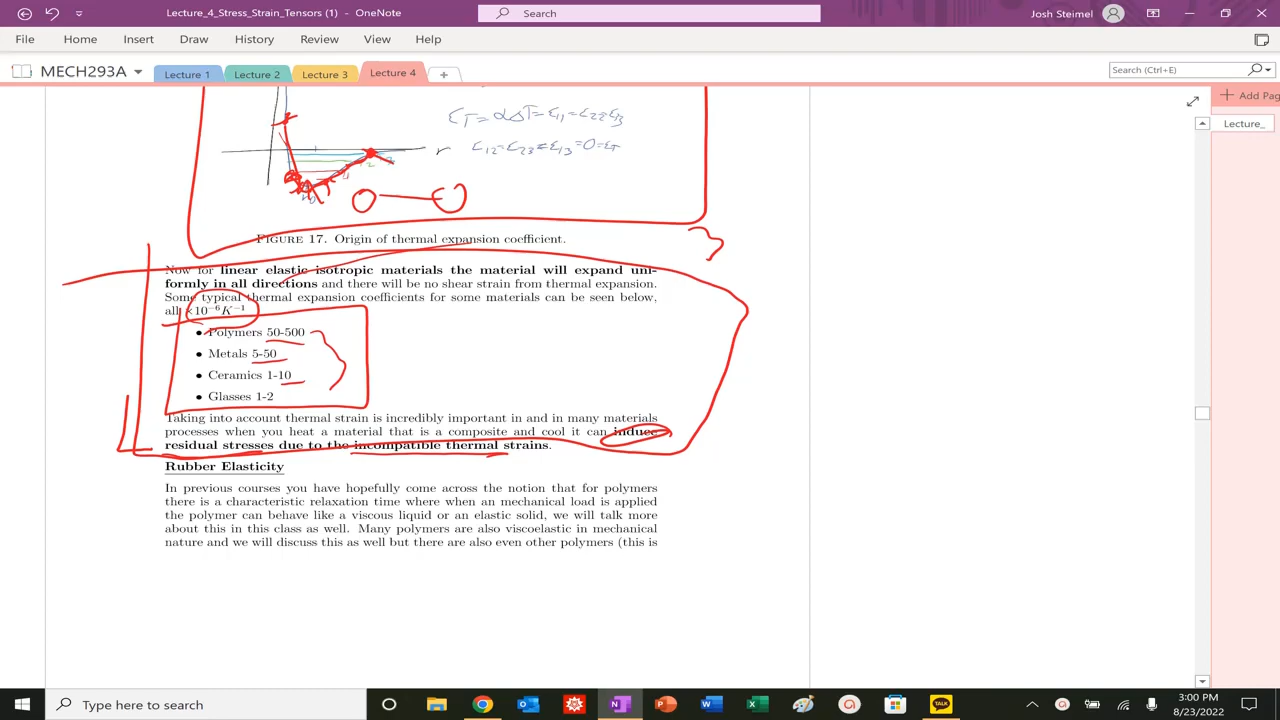 Lecture_4_Stress_Strain_Tensors (1) - OneNote
Search
Josh Steimel
File Home Insert Draw History Review View Help
MECH293A
Lecture 1 Lecture 2 Lecture 3 Lecture 4
Search (Ctrl+E)
Add Pag
Lecture_
r
FIGURE 17. Origin of thermal expansion coefficient.
Now for linear elastic isotropic materials the material will expand uni-
formly in all directions and there will be no shear strain from thermal expansion.
Some typical thermal expansion coefficients for some materials can be seen below,
all ×10⁻⁶K⁻¹
• Polymers 50-500
• Metals 5-50
• Ceramics 1-10
• Glasses 1-2
Taking into account thermal strain is incredibly important in and in many materials
processes when you heat a material that is a composite and cool it can induce
residual stresses due to the incompatible thermal strains.
Rubber Elasticity
In previous courses you have hopefully come across the notion that for polymers
there is a characteristic relaxation time where when an mechanical load is applied
the polymer can behave like a viscous liquid or an elastic solid, we will talk more
about this in this class as well. Many polymers are also viscoelastic in mechanical
nature and we will discuss this as well but there are also even other polymers (this is
Type here to search
TALK
3:00 PM
8/23/2022